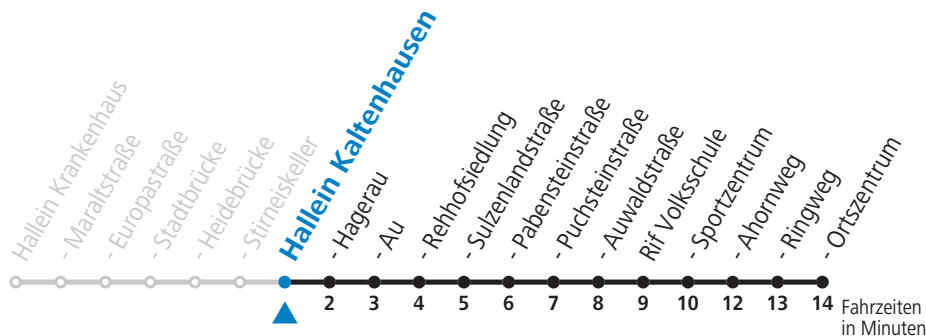 Hallein Krankenhaus
- Maraltstraße
- Europastraße
- Stadtbrücke
- Heidebrücke
- Stirneiskeller
Hallein Kaltenhausen
- Hagerau
- Au
- Rehhofsiedlung
- Sulzenlandstraße
- Pabensteinstraße
- Puchsteinstraße
- Auwaldstraße
Rif Volksschule
- Sportzentrum
- Ahornweg
- Ringweg
- Ortszentrum
2 3 4 5 6 7 8 9 10 12 13 14 Fahrzeiten
in Minuten